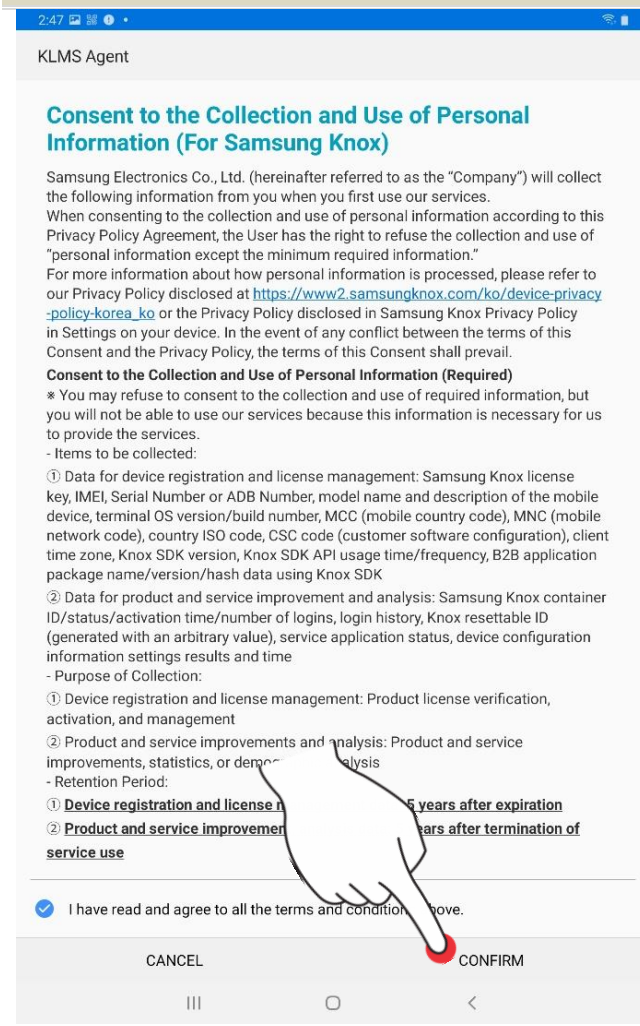 2:47
KLMS Agent
Consent to the Collection and Use of Personal
Information (For Samsung Knox)
Samsung Electronics Co., Ltd. (hereinafter referred to as the “Company”) will collect
the following information from you when you first use our services.
When consenting to the collection and use of personal information according to this
Privacy Policy Agreement, the User has the right to refuse the collection and use of
“personal information except the minimum required information.”
For more information about how personal information is processed, please refer to
our Privacy Policy disclosed at https://www2.samsungknox.com/ko/device-privacy
-policy-korea_ko or the Privacy Policy disclosed in Samsung Knox Privacy Policy
in Settings on your device. In the event of any conflict between the terms of this
Consent and the Privacy Policy, the terms of this Consent shall prevail.
Consent to the Collection and Use of Personal Information (Required)
※ You may refuse to consent to the collection and use of required information, but
you will not be able to use our services because this information is necessary for us
to provide the services.
- Items to be collected:
① Data for device registration and license management: Samsung Knox license
key, IMEI, Serial Number or ADB Number, model name and description of the mobile
device, terminal OS version/build number, MCC (mobile country code), MNC (mobile
network code), country ISO code, CSC code (customer software configuration), client
time zone, Knox SDK version, Knox SDK API usage time/frequency, B2B application
package name/version/hash data using Knox SDK
② Data for product and service improvement and analysis: Samsung Knox container
ID/status/activation time/number of logins, login history, Knox resettable ID
(generated with an arbitrary value), service application status, device configuration
information settings results and time
- Purpose of Collection:
① Device registration and license management: Product license verification,
activation, and management
② Product and service improvements and analysis: Product and service
improvements, statistics, or
- Retention Period:
① Device registration and license 5 years after expiration
② Product and service after termination of
service use
I have read and agree to all the terms and condition above.
CANCEL CONFIRM